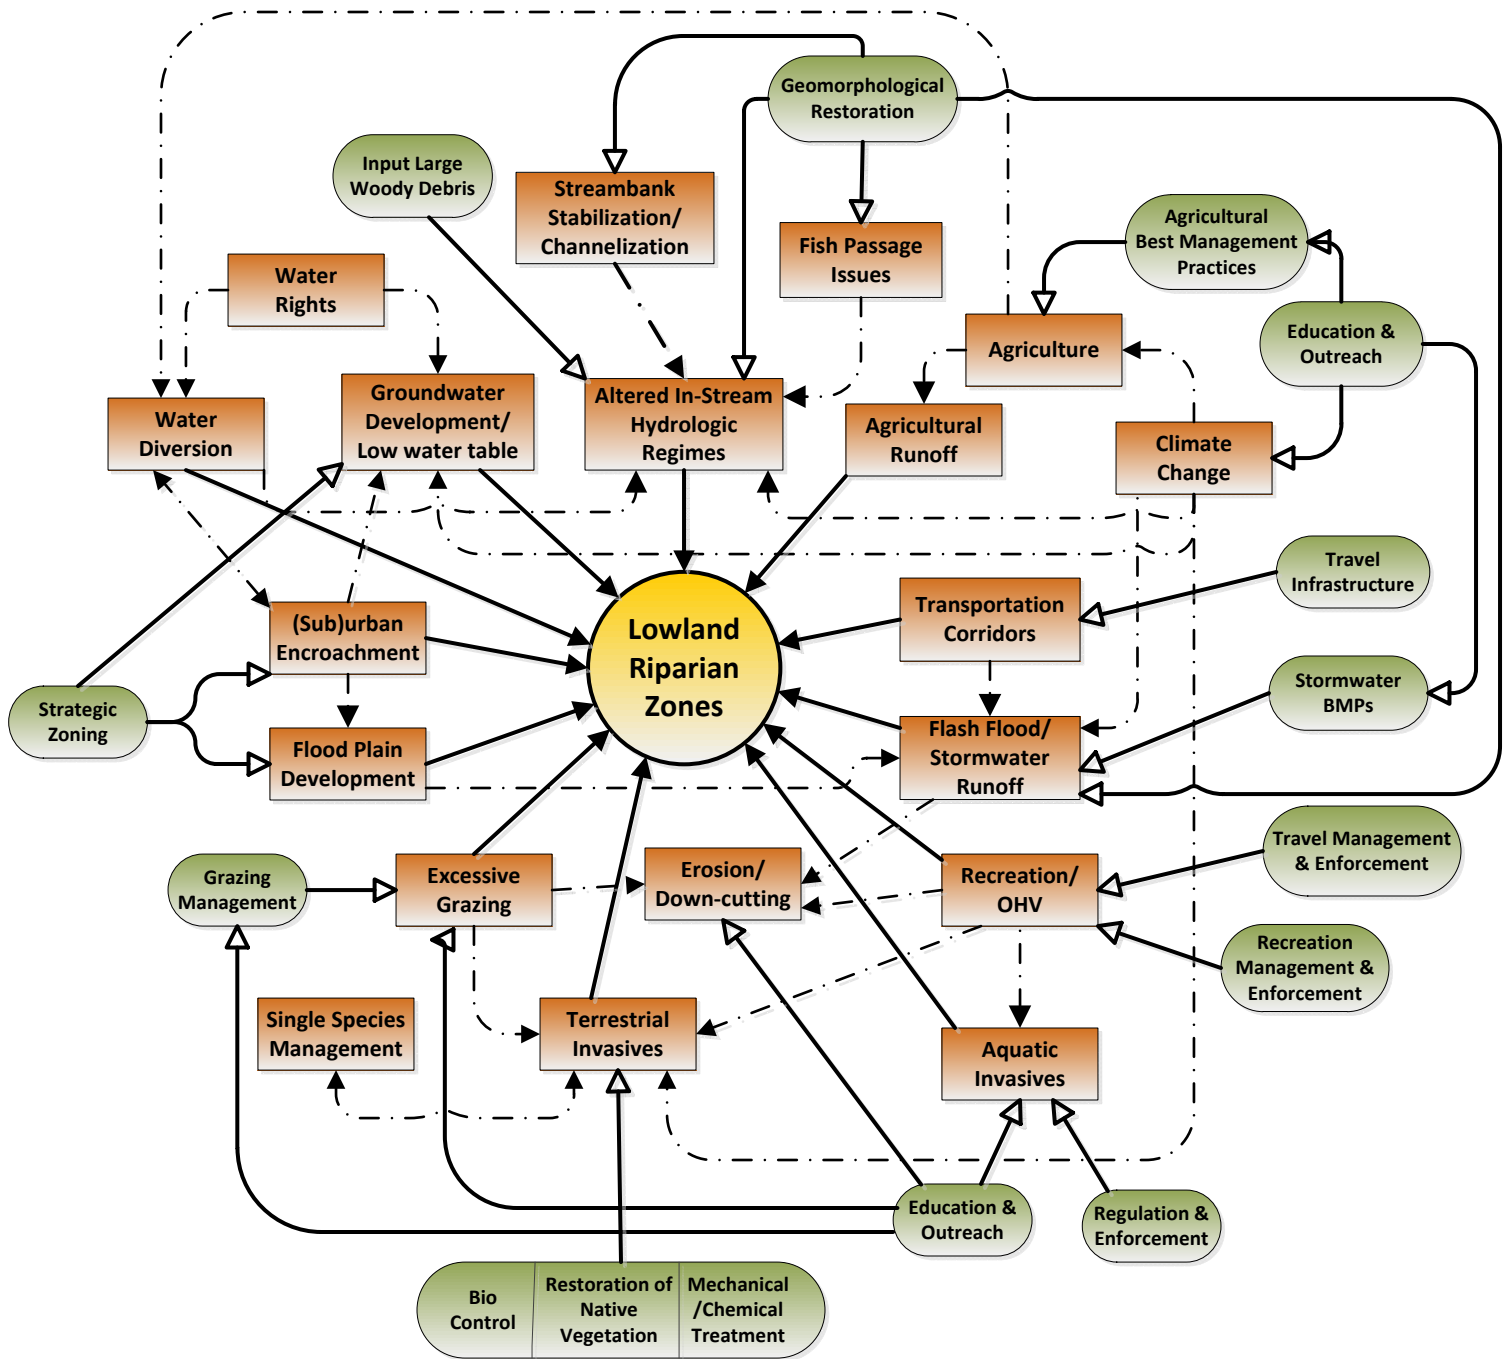 Geomorphological
Restoration
Input Large
Woody Debris
Streambank
Stabilization/
Channelization
Fish Passage
Issues
Agricultural
Best Management
Practices
Water
Rights
Agriculture
Education &
Outreach
Water
Diversion
Groundwater
Development/
Low water table
Altered In-Stream
Hydrologic
Regimes
Agricultural
Runoff
Climate
Change
Travel
Infrastructure
Transportation
Corridors
(Sub)urban
Encroachment
Lowland
Riparian
Zones
Strategic
Zoning
Stormwater
BMPs
Flood Plain
Development
Flash Flood/
Stormwater
Runoff
Travel Management
& Enforcement
Grazing
Management
Excessive
Grazing
Erosion/
Down-cutting
Recreation/
OHV
Recreation
Management &
Enforcement
Single Species
Management
Terrestrial
Invasives
Aquatic
Invasives
Education &
Outreach
Regulation &
Enforcement
Bio
Control
Restoration of
Native
Vegetation
Mechanical
/Chemical
Treatment